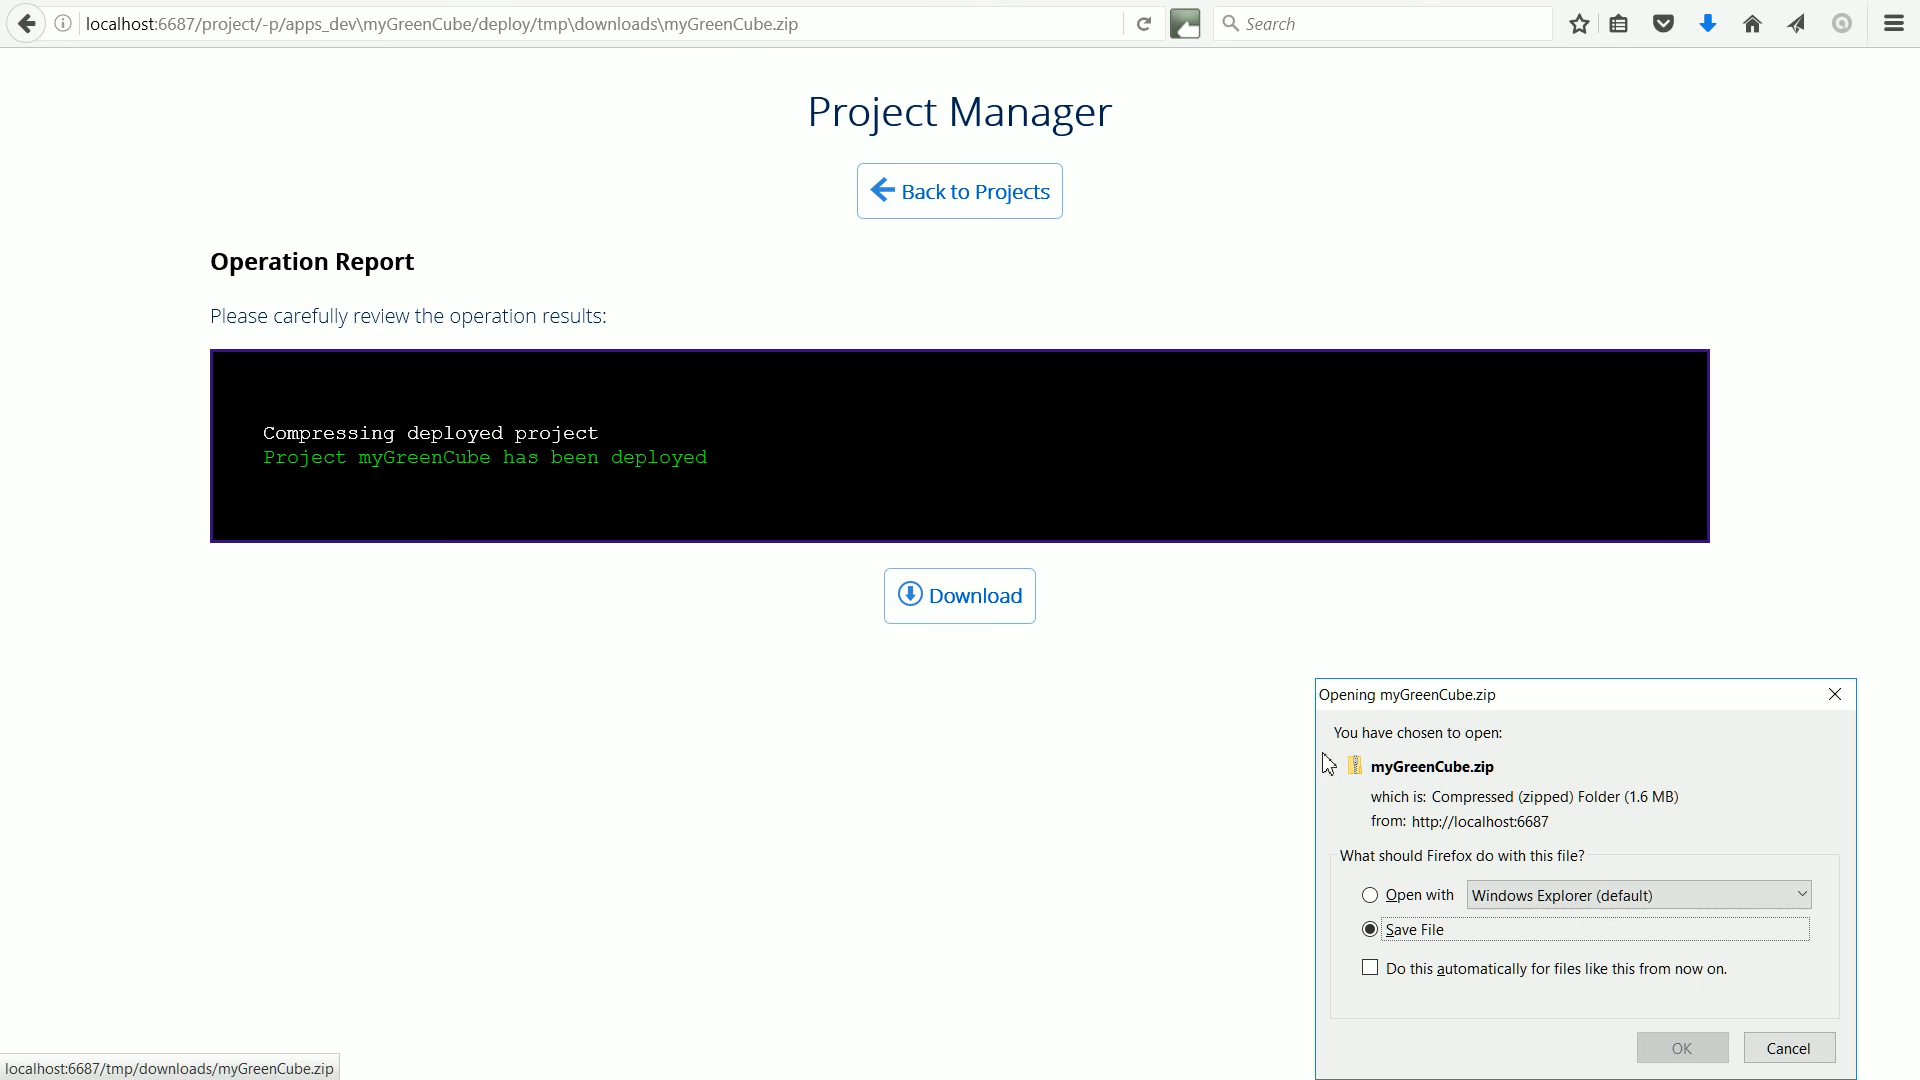 localhost:6687/project/-p/apps_dev\myGreenCube/deploy/tmp\downloads\myGreenCube.zip
Search
Project Manager
Back to Projects
Operation Report
Please carefully review the operation results:
Compressing deployed project
Project myGreenCube has been deployed
Download
Opening myGreenCube.zip
You have chosen to open:
myGreenCube.zip
which is: Compressed (zipped) Folder (1.6 MB)
from: http://localhost:6687
What should Firefox do with this file?
Open with Windows Explorer (default)
Save File
Do this automatically for files like this from now on.
OK Cancel
localhost:6687/tmp/downloads/myGreenCube.zip